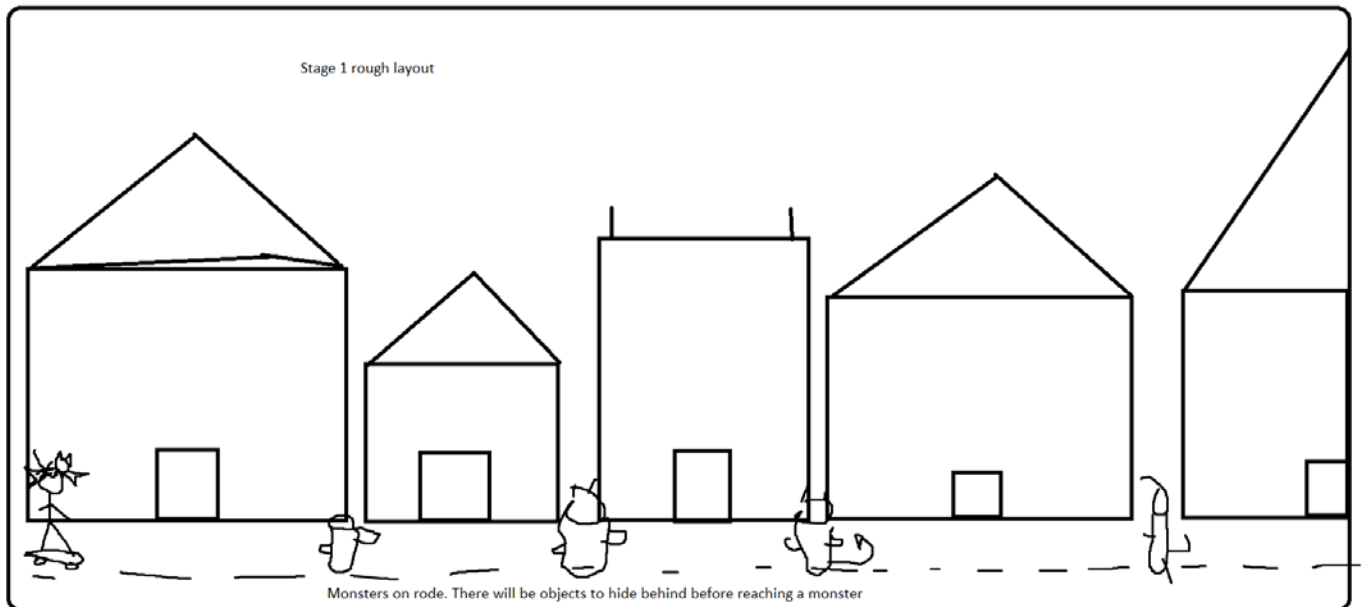 Stage 1 rough layout
Monsters on rode. There will be objects to hide behind before reaching a monster